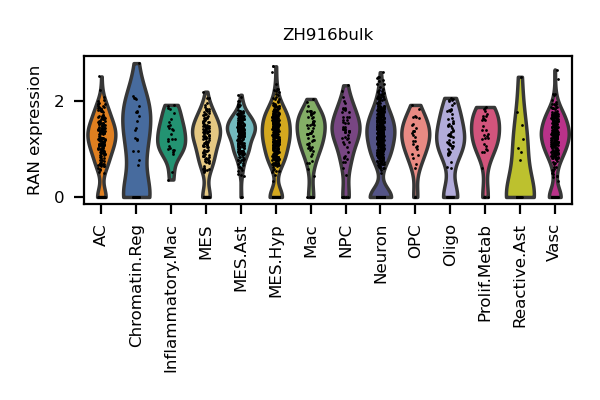 ZH916bulk
RAN expression
2
0
AC
Chromatin.Reg
Inflammatory.Mac
MES
MES.Ast
MES.Hyp
Mac
NPC
Neuron
OPC
Oligo
Prolif.Metab
Reactive.Ast
Vasc